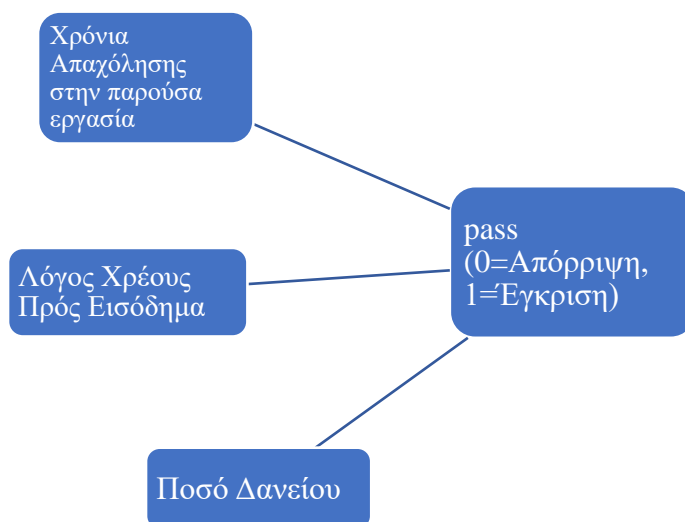 Χρόνια
Απαχόλησης
στην παρούσα
εργασία
Λόγος Χρέους
Πρός Εισόδημα
Ποσό Δανείου
pass
(0=Απόρριψη,
1=Έγκριση)